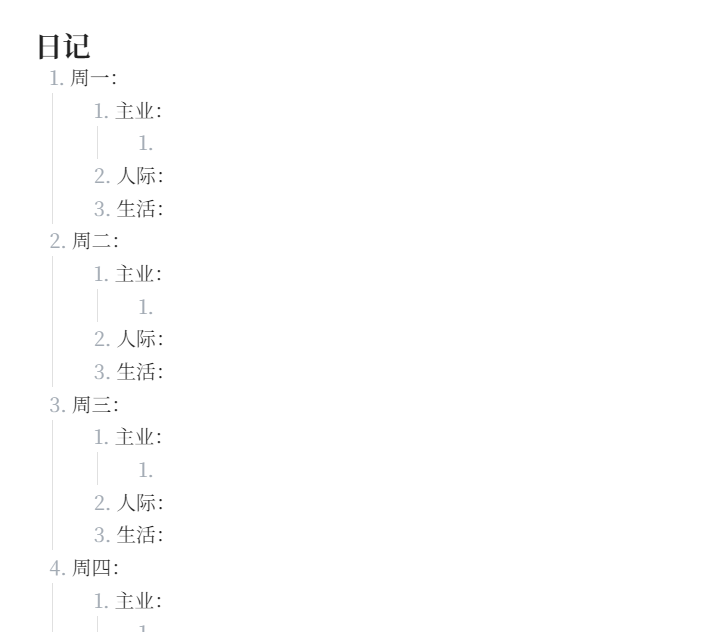 日记
1. 周一：
1. 主业：
1.
2. 人际：
3. 生活：
2. 周二：
1. 主业：
1.
2. 人际：
3. 生活：
3. 周三：
1. 主业：
1.
2. 人际：
3. 生活：
4. 周四：
1. 主业：
1.